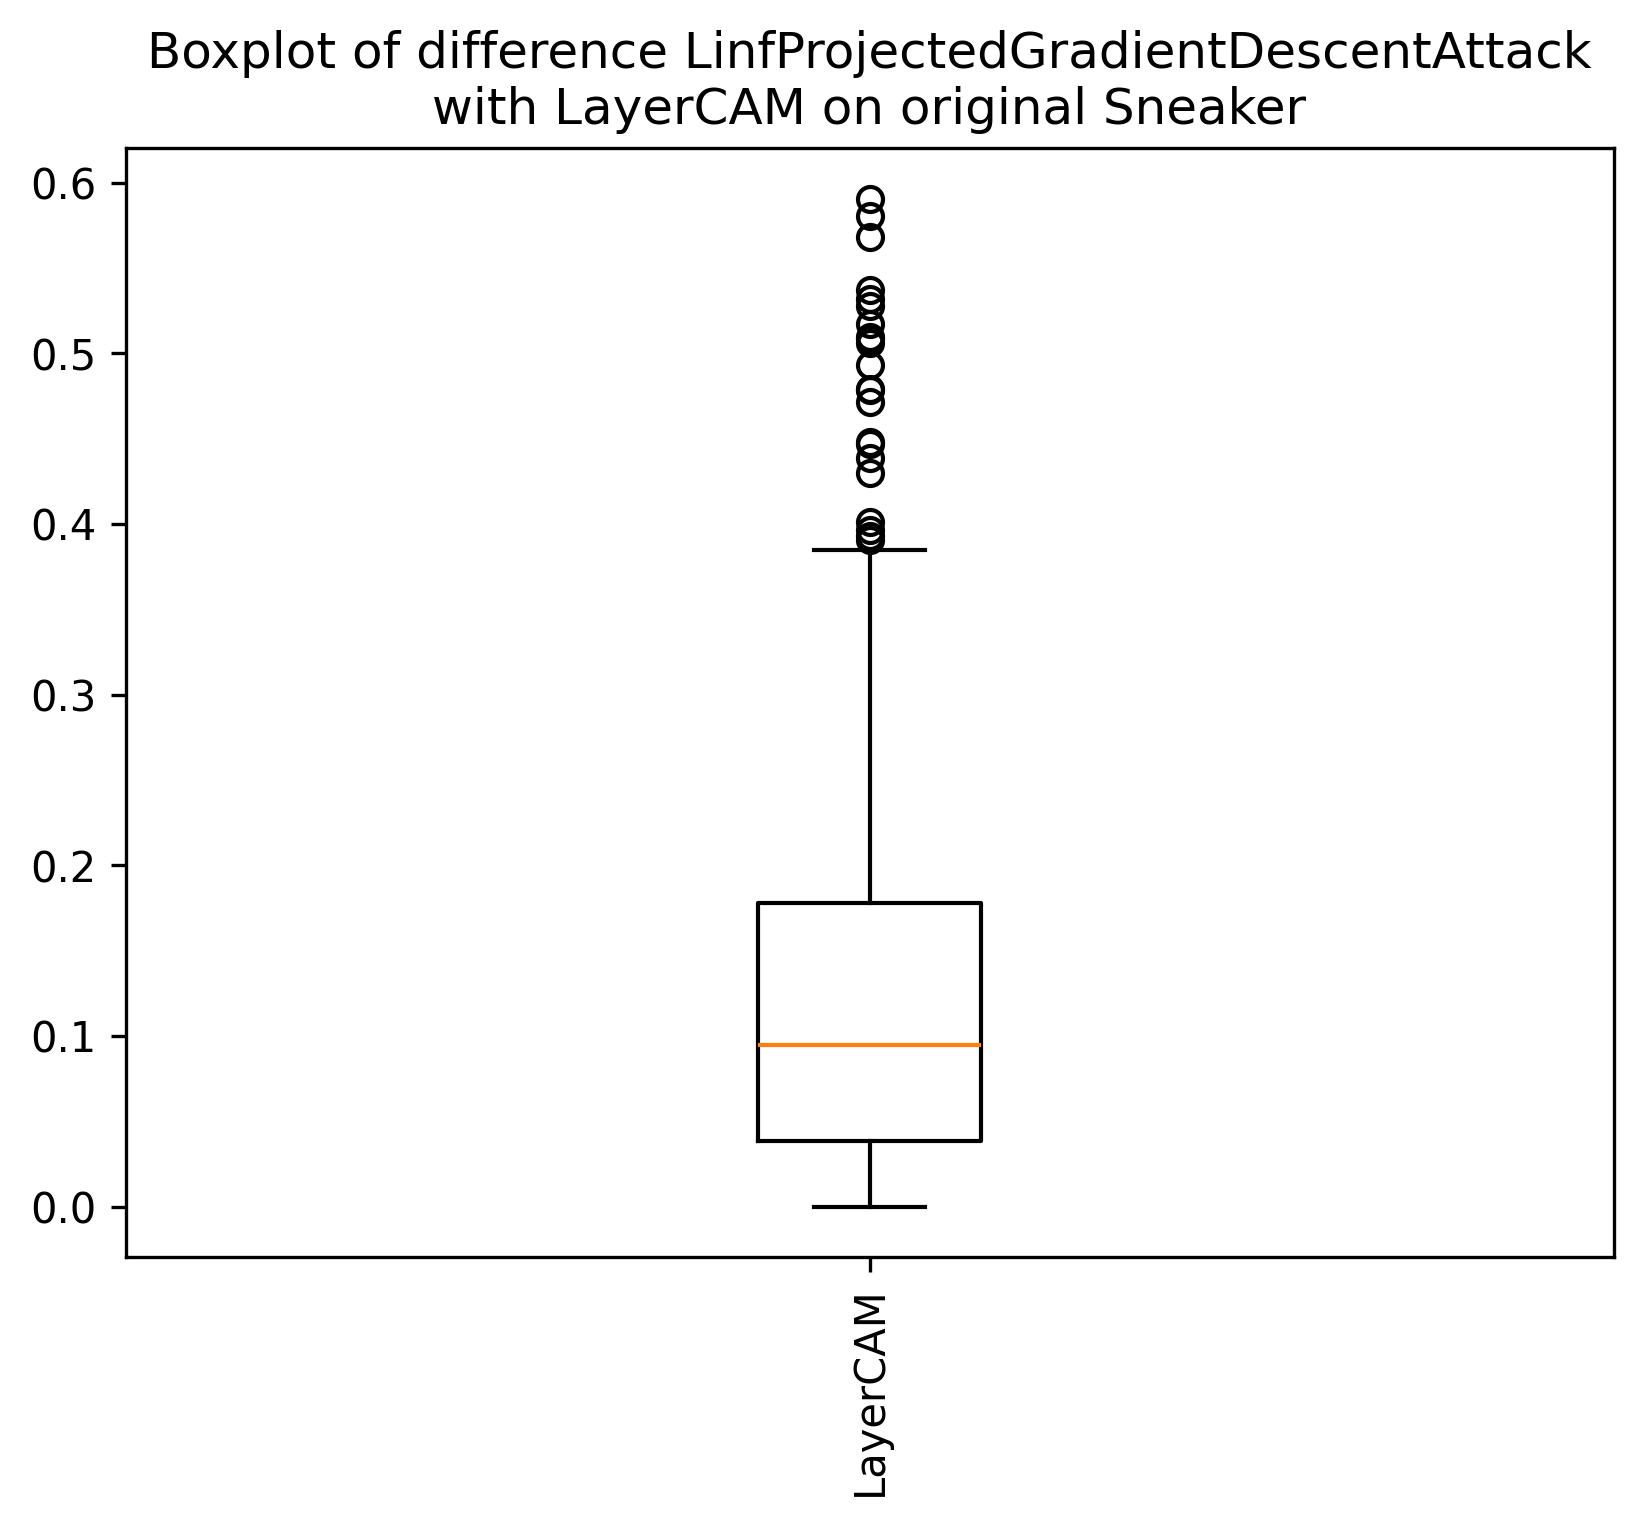 Boxplot of difference LinfProjectedGradientDescentAttack
with LayerCAM on original Sneaker
0.6
0.5
0.4
0.3
0.2
0.1
0.0
LayerCAM